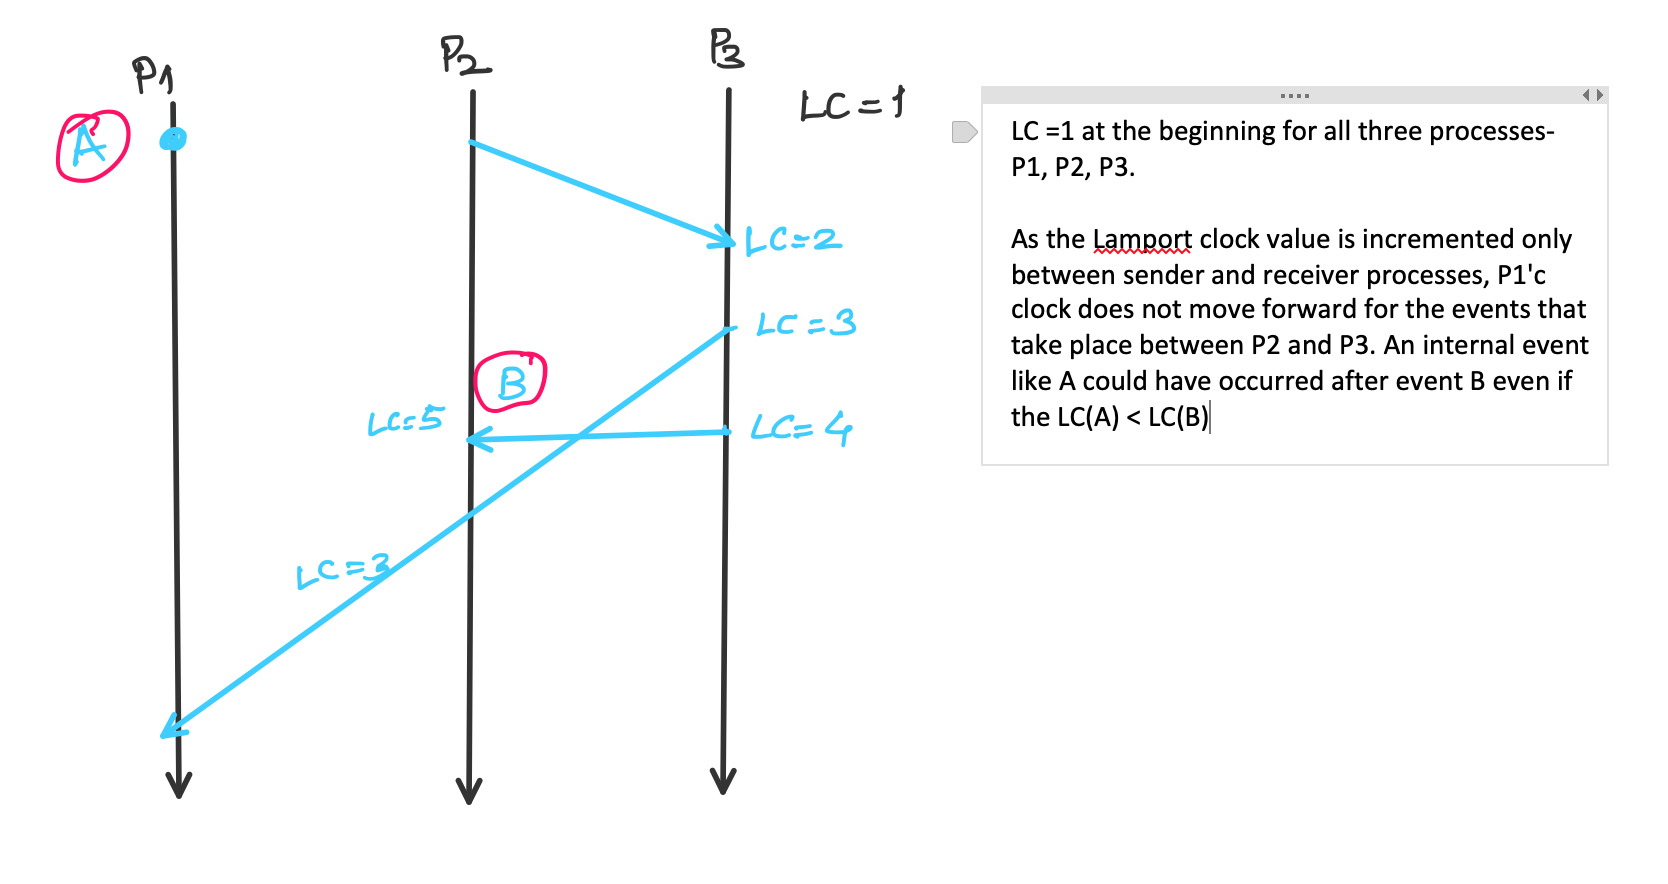 P1
P2
P3
LC = 1
A
LC=2
LC = 3
B
LC=5
LC= 4
LC = 3
LC =1 at the beginning for all three processes-
P1, P2, P3.
As the Lamport clock value is incremented only
between sender and receiver processes, P1'c
clock does not move forward for the events that
take place between P2 and P3. An internal event
like A could have occurred after event B even if
the LC(A) < LC(B)